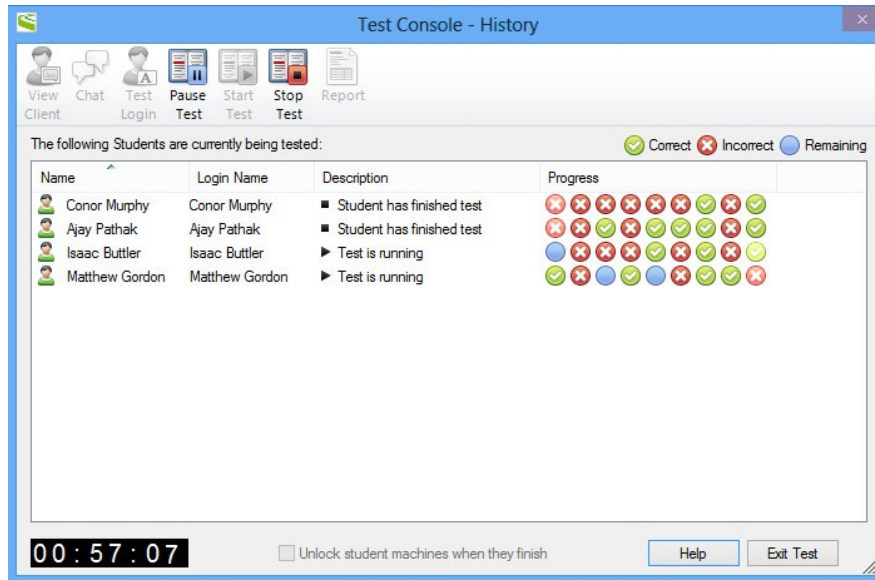 Test Console - History
View Client Chat Test Login Pause Test Start Test Stop Test Report
The following Students are currently being tested: Correct Incorrect Remaining
Name Login Name Description Progress
Conor Murphy Conor Murphy Student has finished test
Ajay Pathak Ajay Pathak Student has finished test
Isaac Buttler Isaac Buttler Test is running
Matthew Gordon Matthew Gordon Test is running
00:57:07 Unlock student machines when they finish Help Exit Test